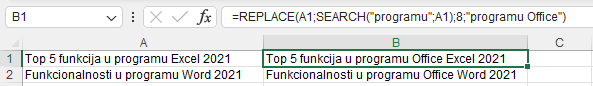 B1 fx =REPLACE(A1;SEARCH("programu";A1);8;"programu Office")
A B C
1 Top 5 funkcija u programu Excel 2021 Top 5 funkcija u programu Office Excel 2021
2 Funkcionalnosti u programu Word 2021 Funkcionalnosti u programu Office Word 2021